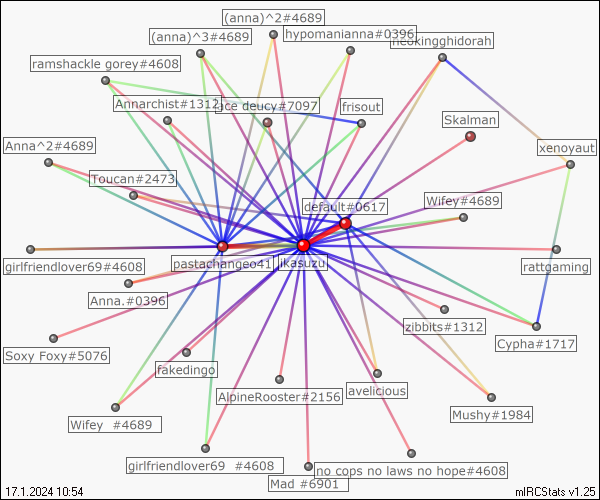 (anna)^2#4689
(anna)^3#4689
hypomanianna#0396
neokingghidorah
ramshackle gorey#4608
Annarchist#1312
ice deucy#7097
frisout
Skalman
Anna^2#4689
xenoyaut
Toucan#2473
default#0617
Wifey#4689
girlfriendlover69#4608
pastachangeo41
likasuzu
rattgaming
Anna.#0396
zibbits#1312
Soxy Foxy#5076
Cypha#1717
fakedingo
AlpineRooster#2156
avelicious
Mushy#1984
Wifey #4689
girlfriendlover69 #4608
no cops no laws no hope#4608
Mad #6901
17.1.2024 10:54
mIRCStats v1.25